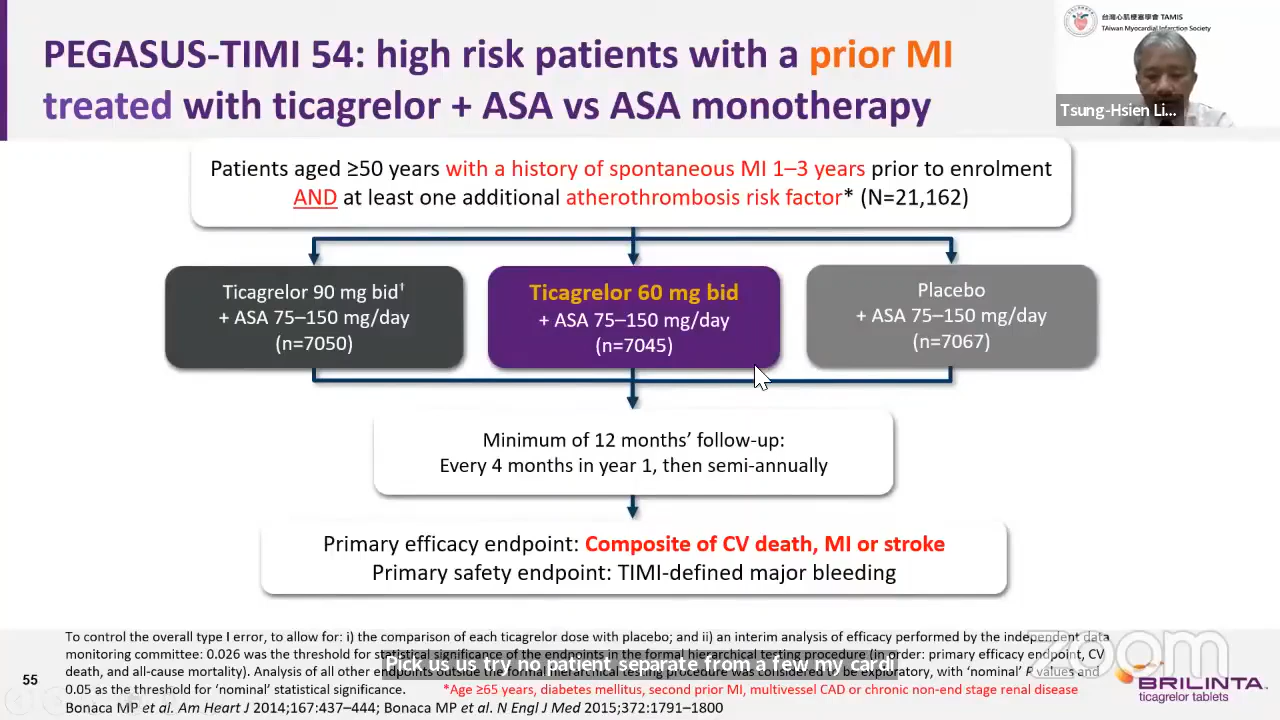 PEGASUS-TIMI 54: high risk patients with a prior MI
treated with ticagrelor + ASA vs ASA monotherapy
台灣心肌梗塞學會 TAMIS
TAiwan Myocardial Infarction Society
Tsung-Hsien Li...
Patients aged ≥50 years with a history of spontaneous MI 1–3 years prior to enrolment
AND at least one additional atherothrombosis risk factor* (N=21,162)
Ticagrelor 90 mg bid†
+ ASA 75–150 mg/day
(n=7050)
Ticagrelor 60 mg bid
+ ASA 75–150 mg/day
(n=7045)
Placebo
+ ASA 75–150 mg/day
(n=7067)
Minimum of 12 months’ follow-up:
Every 4 months in year 1, then semi-annually
Primary efficacy endpoint: Composite of CV death, MI or stroke
Primary safety endpoint: TIMI-defined major bleeding
To control the overall type I error, to allow for: i) the comparison of each ticagrelor dose with placebo; and ii) an interim analysis of efficacy performed by the independent data
monitoring committee: 0.026 was the threshold for statistical significance of the endpoints in the formal hierarchical testing procedure (in order: primary efficacy endpoint, CV
death, and all-cause mortality). Analysis of all other endpoints outside the formal hierarchical testing procedure was considered to be exploratory, with ‘nominal’ P values and
0.05 as the threshold for ‘nominal’ statistical significance. *Age ≥65 years, diabetes mellitus, second prior MI, multivessel CAD or chronic non-end stage renal disease
Bonaca MP et al. Am Heart J 2014;167:437–444; Bonaca MP et al. N Engl J Med 2015;372:1791–1800
Pick us us try no patient separate from a few my cardi
55
zoom
BRILINTA
ticagrelor tablets